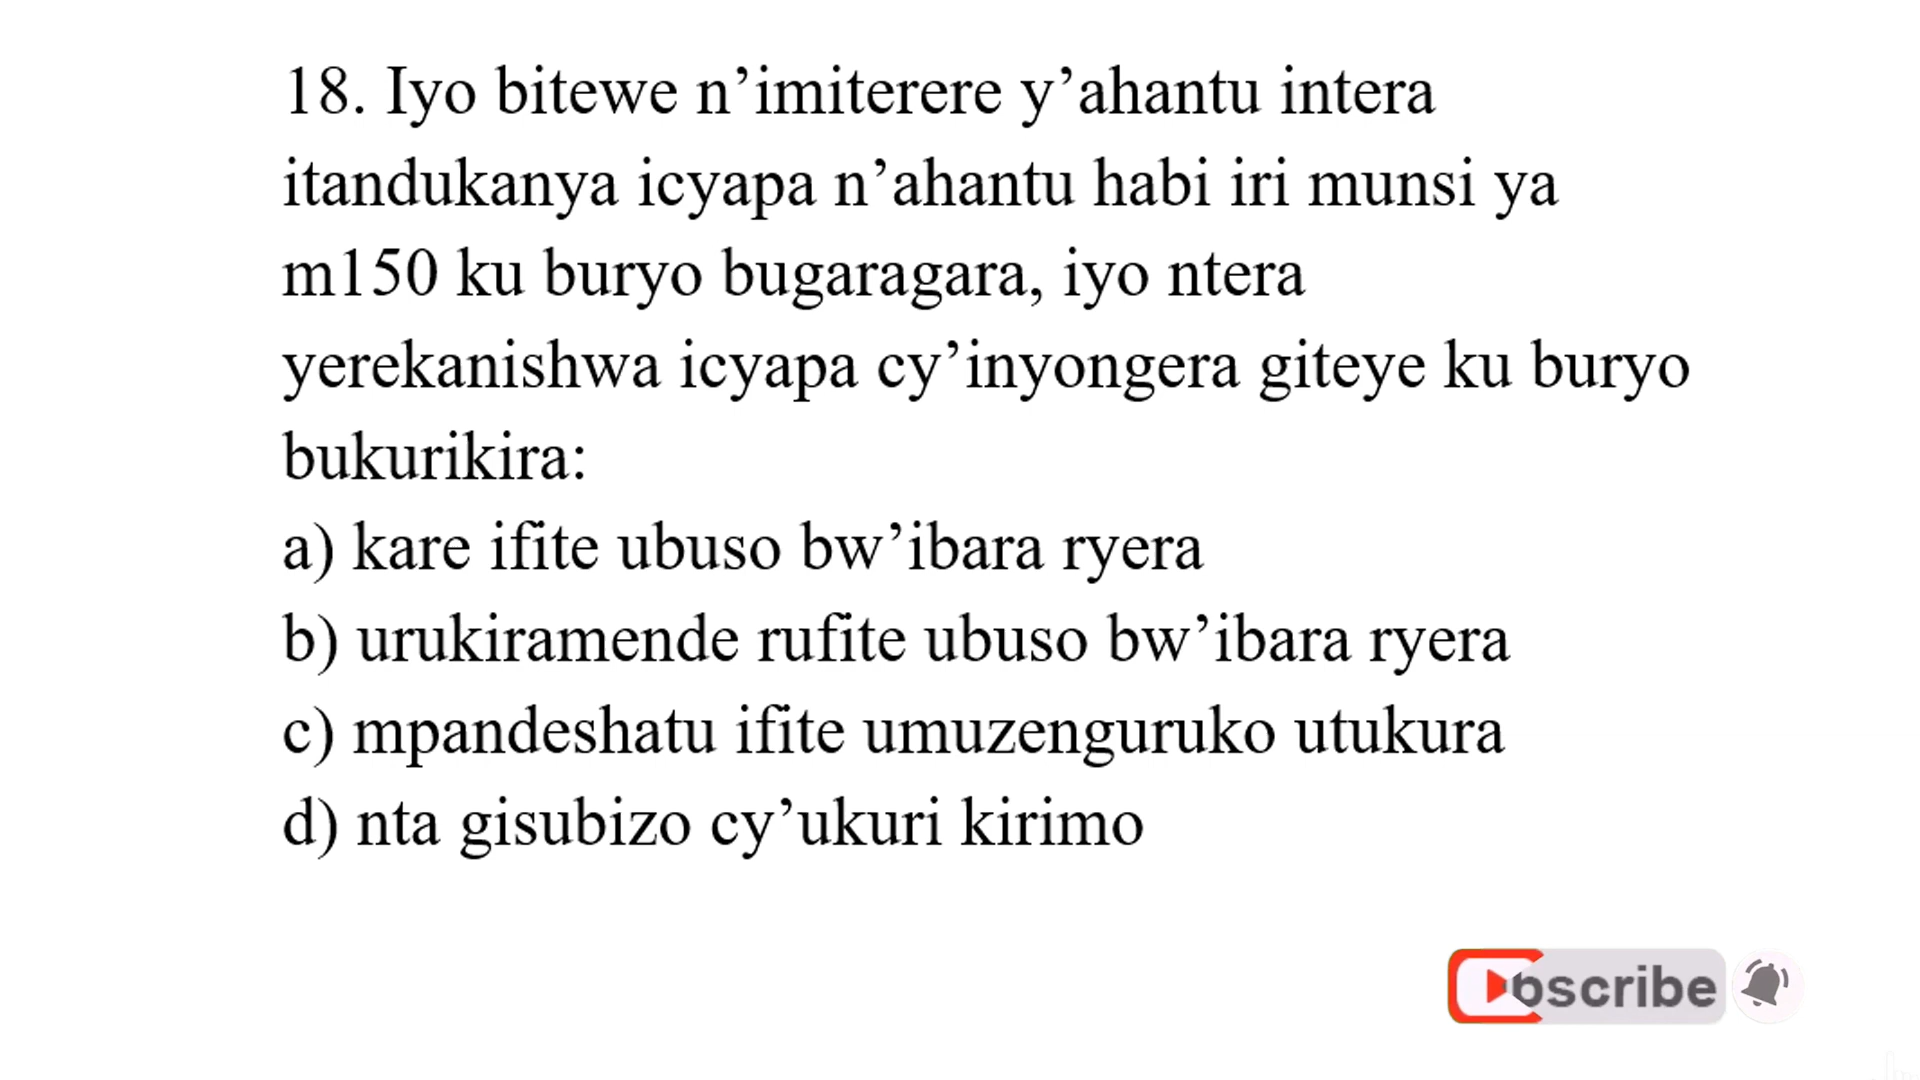 18. Iyo bitewe n’imiterere y’ahantu intera
itandukanya icyapa n’ahantu habi iri munsi ya
m150 ku buryo bugaragara, iyo ntera
yerekanishwa icyapa cy’inyongera giteye ku buryo
bukurikira:
a) kare ifite ubuso bw’ibara ryera
b) urukiramende rufite ubuso bw’ibara ryera
c) mpandeshatu ifite umuzenguruko utukura
d) nta gisubizo cy’ukuri kirimo
bscribe